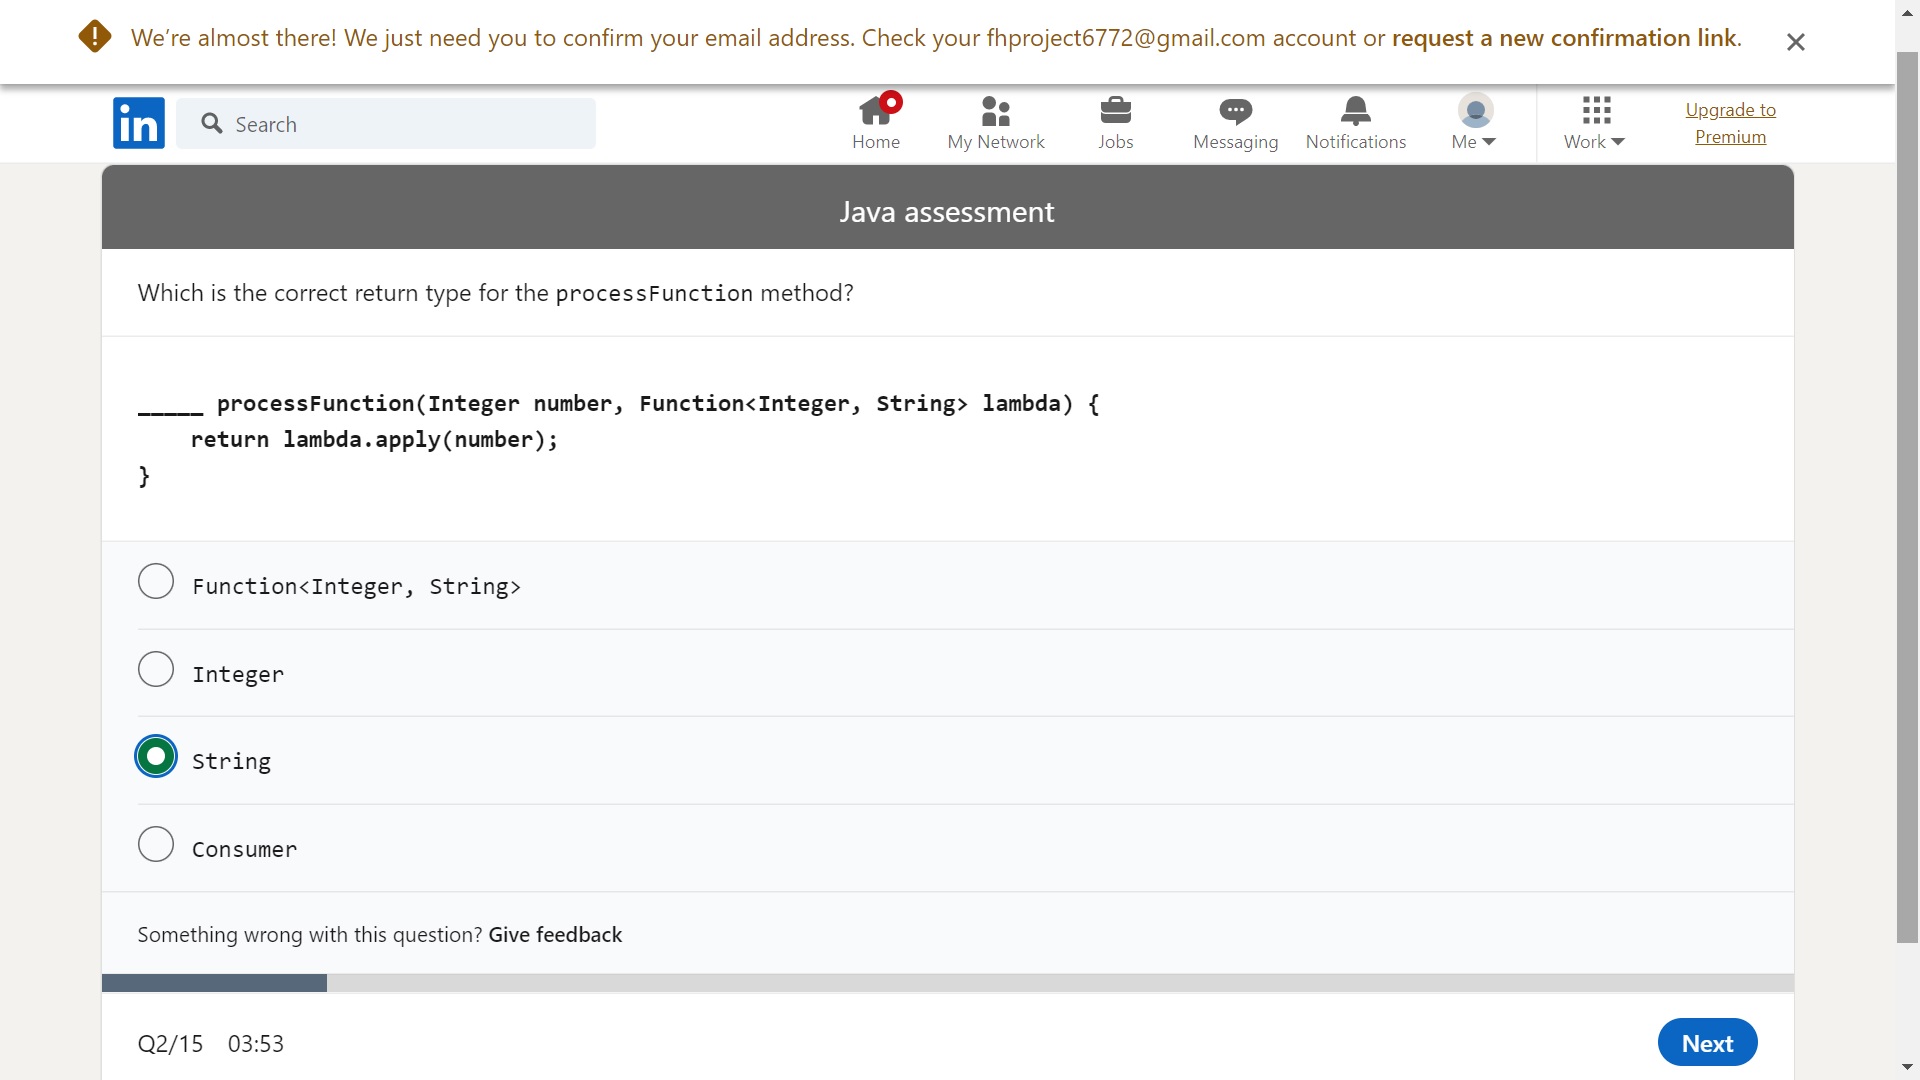 We’re almost there! We just need you to confirm your email address. Check your fhproject6772@gmail.com account or request a new confirmation link.
in
Search
Home
My Network
Jobs
Messaging
Notifications
Me
Work
Upgrade to
Premium
Java assessment
Which is the correct return type for the processFunction method?
_____ processFunction(Integer number, Function<Integer, String> lambda) {
    return lambda.apply(number);
}
Function<Integer, String>
Integer
String
Consumer
Something wrong with this question? Give feedback
Q2/15 03:53
Next